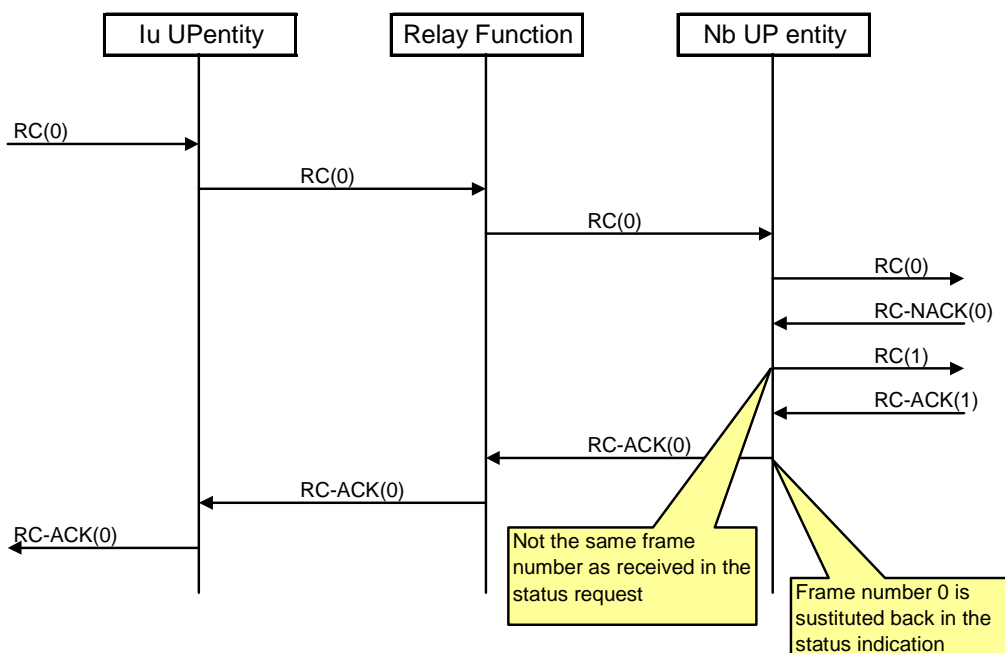 Iu UPentity
Relay Function
Nb UP entity
RC(0)
RC(0)
RC(0)
RC(0)
RC-NACK(0)
RC(1)
RC-ACK(1)
RC-ACK(0)
RC-ACK(0)
RC-ACK(0)
Not the same frame
number as received in the
status request
Frame number 0 is
sustituted back in the
status indication